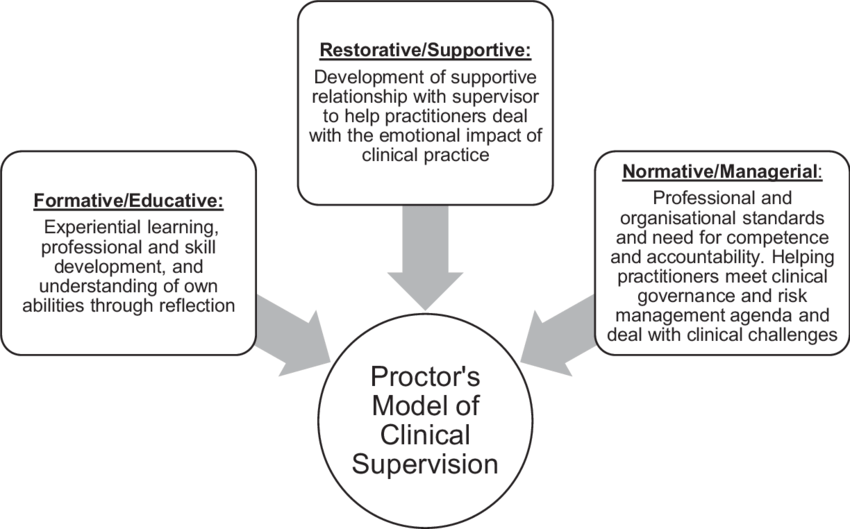 Restorative/Supportive:
Development of supportive
relationship with supervisor
to help practitioners deal
with the emotional impact of
clinical practice
Formative/Educative:
Experiential learning,
professional and skill
development, and
understanding of own
abilities through reflection
Normative/Managerial:
Professional and
organisational standards
and need for competence
and accountability. Helping
practitioners meet clinical
governance and risk
management agenda and
deal with clinical challenges
Proctor's
Model of
Clinical
Supervision